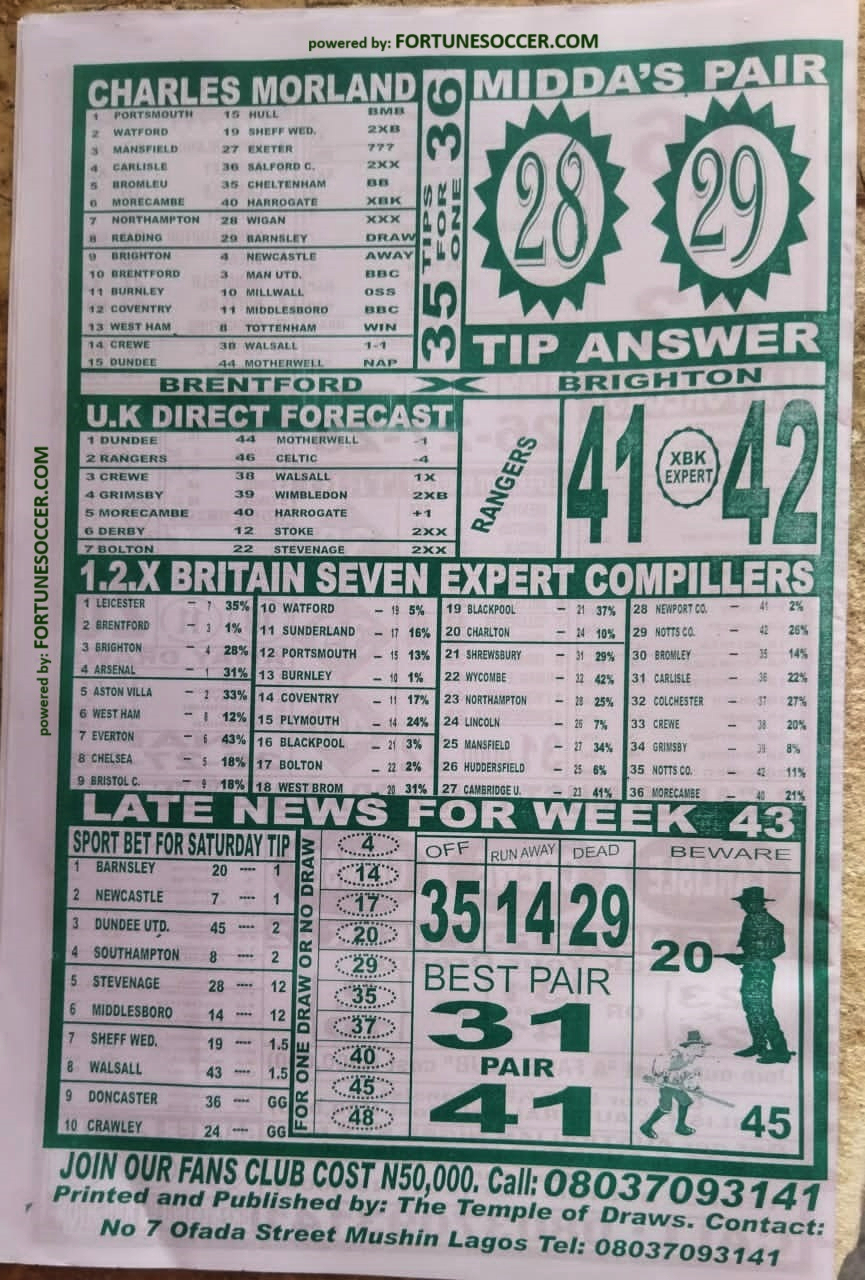 powered by: FORTUNESOCCER.COM
CHARLES MORLAND
1 PORTSMOUTH 15 HULL BMB
2 WATFORD 19 SHEFF WED. 2XB
3 MANSFIELD 27 EXETER ???
4 CARLISLE 36 SALFORD C. 2XX
5 BROMLEU 35 CHELTENHAM BB
6 MORECAMBE 40 HARROGATE XBK
7 NORTHAMPTON 28 WIGAN XXX
8 READING 29 BARNSLEY DRAW
9 BRIGHTON 4 NEWCASTLE AWAY
10 BRENTFORD 3 MAN UTD. BBC
11 BURNLEY 10 MILLWALL 0SS
12 COVENTRY 11 MIDDLESBORO BBC
13 WEST HAM 8 TOTTENHAM WIN
14 CREWE 38 WALSALL 1-1
15 DUNDEE 44 MOTHERWELL NAP
35 TIPS FOR ONE 36
MIDDA'S PAIR
28 29
TIP ANSWER
BRENTFORD X BRIGHTON
U.K DIRECT FORECAST
1 DUNDEE 44 MOTHERWELL -1
2 RANGERS 46 CELTIC -4
3 CREWE 38 WALSALL 1X
4 GRIMSBY 39 WIMBLEDON 2XB
5 MORECAMBE 40 HARROGATE +1
6 DERBY 12 STOKE 2XX
7 BOLTON 22 STEVENAGE 2XX
RANGERS
41 XBK EXPERT 42
1.2.X BRITAIN SEVEN EXPERT COMPILLERS
1 LEICESTER – 7 35%
2 BRENTFORD – 3 1%
3 BRIGHTON – 4 28%
4 ARSENAL – 1 31%
5 ASTON VILLA – 2 33%
6 WEST HAM – 8 12%
7 EVERTON – 6 43%
8 CHELSEA – 5 18%
9 BRISTOL C. – 9 18%
10 WATFORD – 19 5%
11 SUNDERLAND – 17 16%
12 PORTSMOUTH – 15 13%
13 BURNLEY – 10 1%
14 COVENTRY – 11 17%
15 PLYMOUTH – 14 24%
16 BLACKPOOL – 21 3%
17 BOLTON – 22 2%
18 WEST BROM – 20 31%
19 BLACKPOOL – 21 37%
20 CHARLTON – 24 10%
21 SHREWSBURY – 31 29%
22 WYCOMBE – 32 42%
23 NORTHAMPTON – 28 25%
24 LINCOLN – 26 7%
25 MANSFIELD – 27 34%
26 HUDDERSFIELD – 25 6%
27 CAMBRIDGE U. – 23 41%
28 NEWPORT CO. – 41 2%
29 NOTTS CO. – 42 26%
30 BROMLEY – 35 14%
31 CARLISLE – 36 22%
32 COLCHESTER – 37 27%
33 CREWE – 38 20%
34 GRIMSBY – 39 8%
35 NOTTS CO. – 42 11%
36 MORECAMBE – 40 21%
LATE NEWS FOR WEEK 43
SPORT BET FOR SATURDAY TIP
1 BARNSLEY 20 ---- 1
2 NEWCASTLE 7 ---- 1
3 DUNDEE UTD. 45 ---- 2
4 SOUTHAMPTON 8 ---- 2
5 STEVENAGE 28 ---- 12
6 MIDDLESBORO 14 ---- 12
7 SHEFF WED. 19 ---- 1.5
8 WALSALL 43 ---- 1.5
9 DONCASTER 36 ---- GG
10 CRAWLEY 24 ---- GG
FOR ONE DRAW OR NO DRAW
4
14
17
20
29
35
37
40
45
48
OFF RUN AWAY DEAD
35 14 29
BEST PAIR
31
PAIR
41
BEWARE
20
45
JOIN OUR FANS CLUB COST N50,000. Call: 08037093141
Printed and Published by: The Temple of Draws. Contact:
No 7 Ofada Street Mushin Lagos Tel: 08037093141
powered by: FORTUNESOCCER.COM